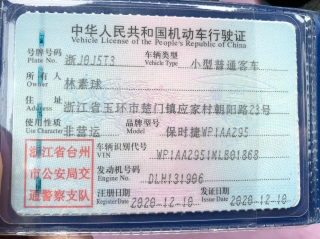 中华人民共和国机动车行驶证
Vehicle License of the People's Republic of China
号牌号码 浙J0J5T3 车辆类型 小型普通客车
Plate No. Vehicle Type
所有人 林素球
Owner
住址 浙江省玉环市楚门镇应家村朝阳路23号
Address
使用性质 非营运 品牌型号 保时捷WP1AA295
Use Character Model
浙江省台州
市公安局交
通警察支队
车辆识别代号 WP1AA2951MLB01868
VIN
发动机号码 DLH131906
Engine No.
注册日期 2020-12-10 发证日期 2020-12-10
Register Date Issue Date